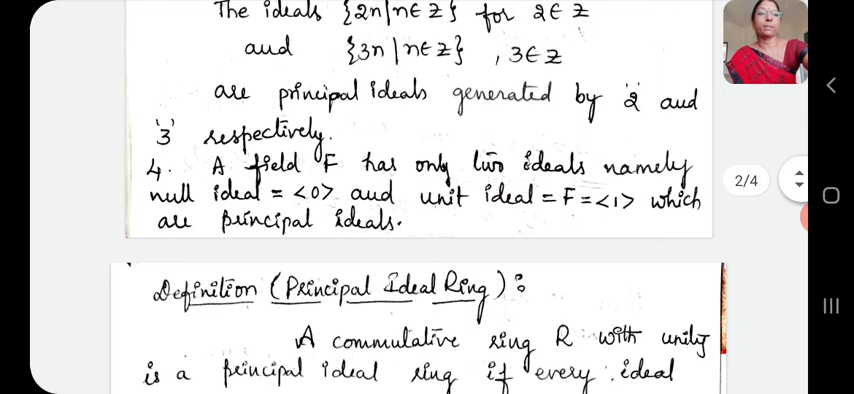 The ideals {2n|n∈Z} for 2∈Z
and {3n|n∈Z} , 3∈Z
are principal ideals generated by '2' and
'3' respectively.
4. A field F has only two ideals namely
null ideal = <0> and unit ideal = F = <1> which
are principal ideals.
2/4
Definition (Principal Ideal Ring) :
A commutative ring R with unity
is a principal ideal ring if every ideal